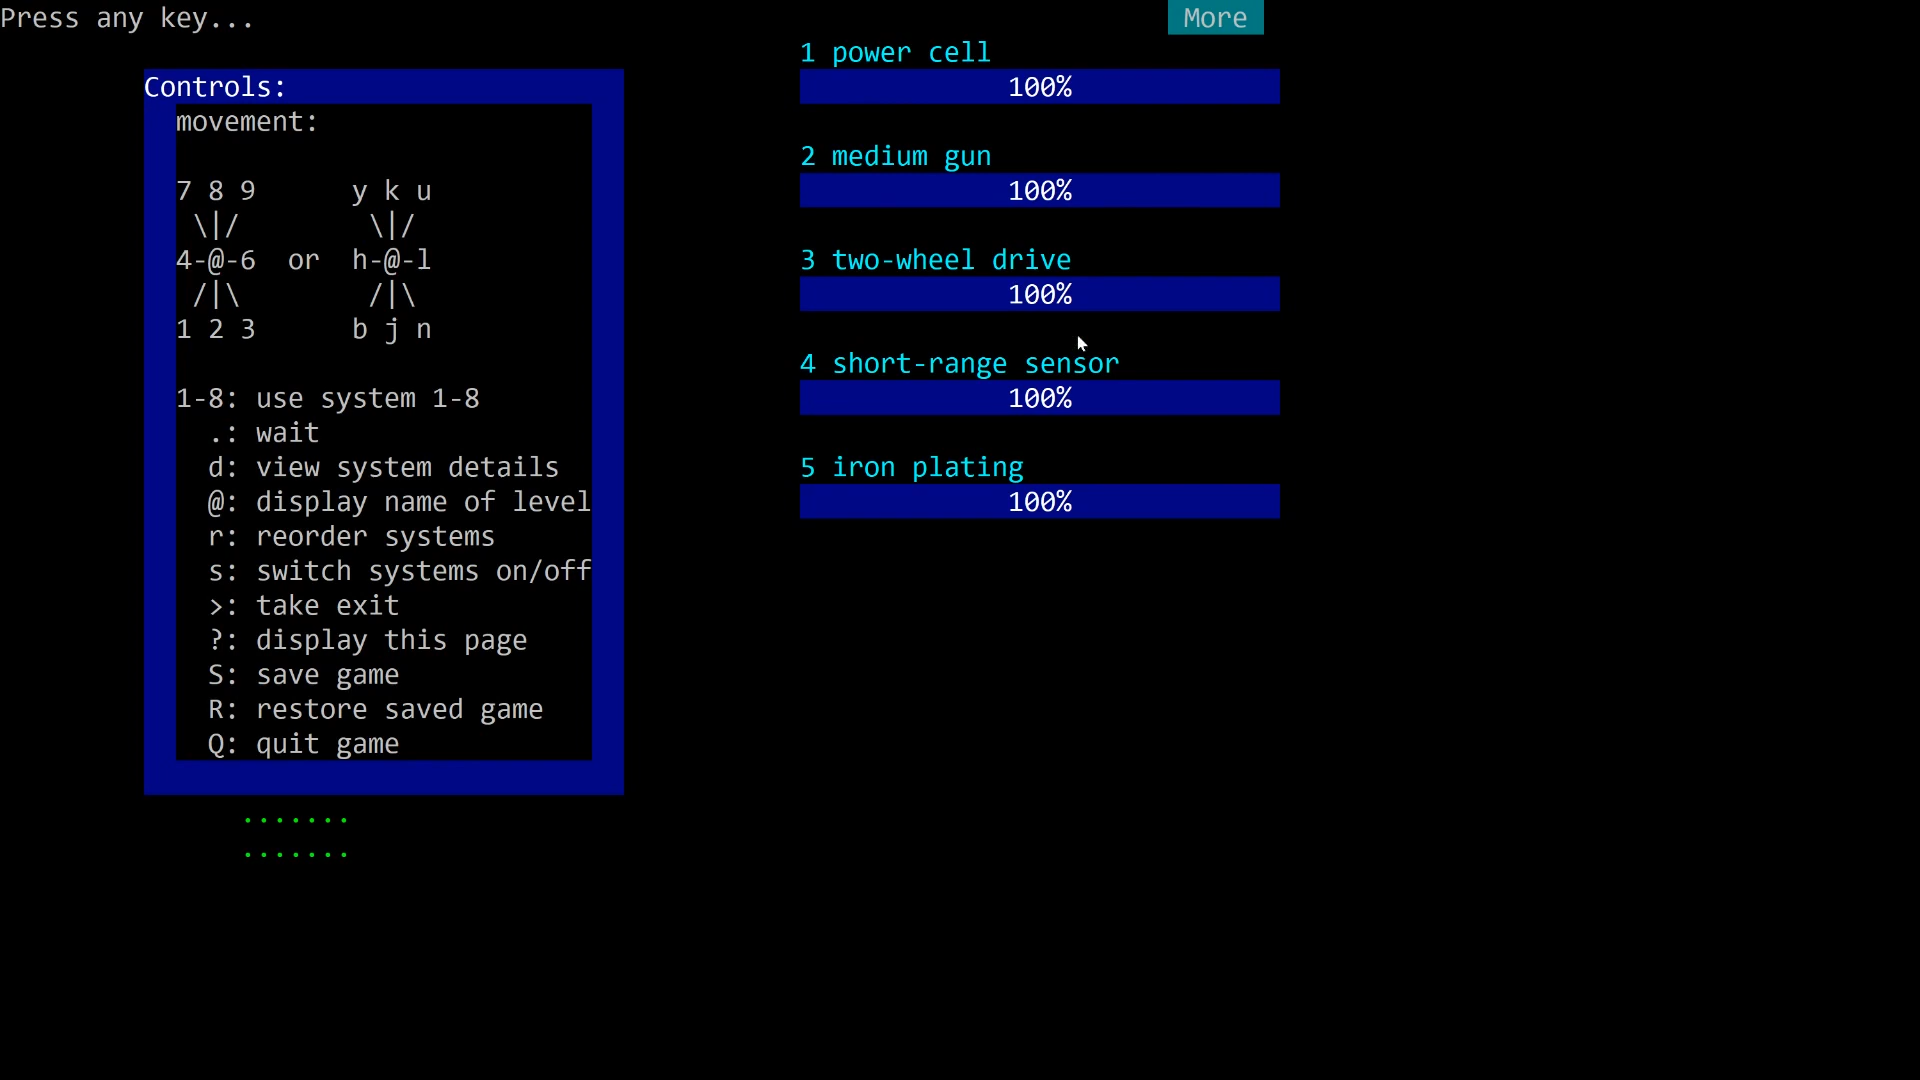 Press any key...
More
Controls:
movement:
7 8 9      y k u
\|/        \|/
4-@-6  or  h-@-l
/|\        /|\
1 2 3      b j n
1-8: use system 1-8
.: wait
d: view system details
@: display name of level
r: reorder systems
s: switch systems on/off
>: take exit
?: display this page
S: save game
R: restore saved game
Q: quit game
.......
.......
1 power cell
100%
2 medium gun
100%
3 two-wheel drive
100%
4 short-range sensor
100%
5 iron plating
100%